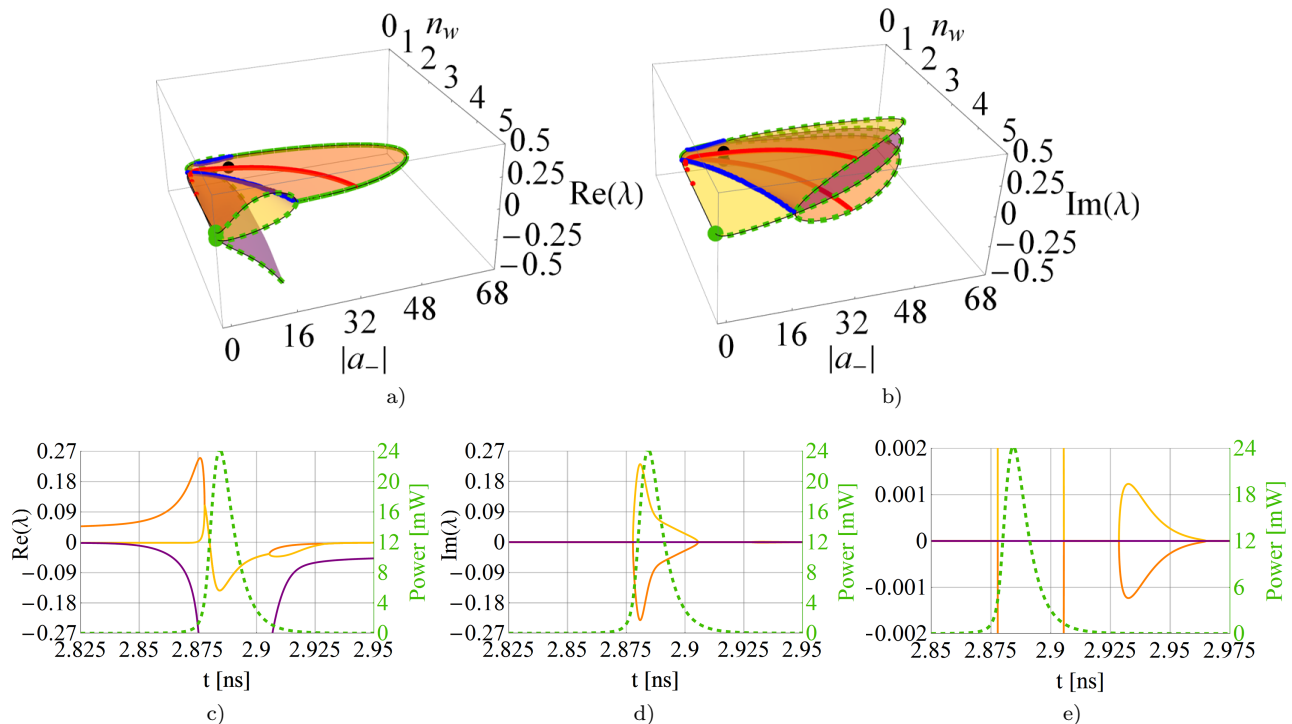 0 n_w
0 n_w
1
1
2
2
3
3
4
4
5
5
0.5
0.5
0.25
0.25
0
0
−0.25
−0.25
−0.5
−0.5
Re(λ)
Im(λ)
0 16 32 48 68
0 16 32 48 68
|a_−|
|a_−|
a)
b)
Re(λ)
0.27
0.18
0.09
0
−0.09
−0.18
−0.27
24
20
16
12
8
4
0
Power [mW]
2.825 2.85 2.875 2.9 2.925 2.95
t [ns]
c)
Im(λ)
0.27
0.18
0.09
0
−0.09
−0.18
−0.27
24
20
16
12
8
4
0
Power [mW]
2.825 2.85 2.875 2.9 2.925 2.95
t [ns]
d)
0.002
0.001
0
−0.001
−0.002
24
18
12
6
0
Power [mW]
2.85 2.875 2.9 2.925 2.95 2.975
t [ns]
e)